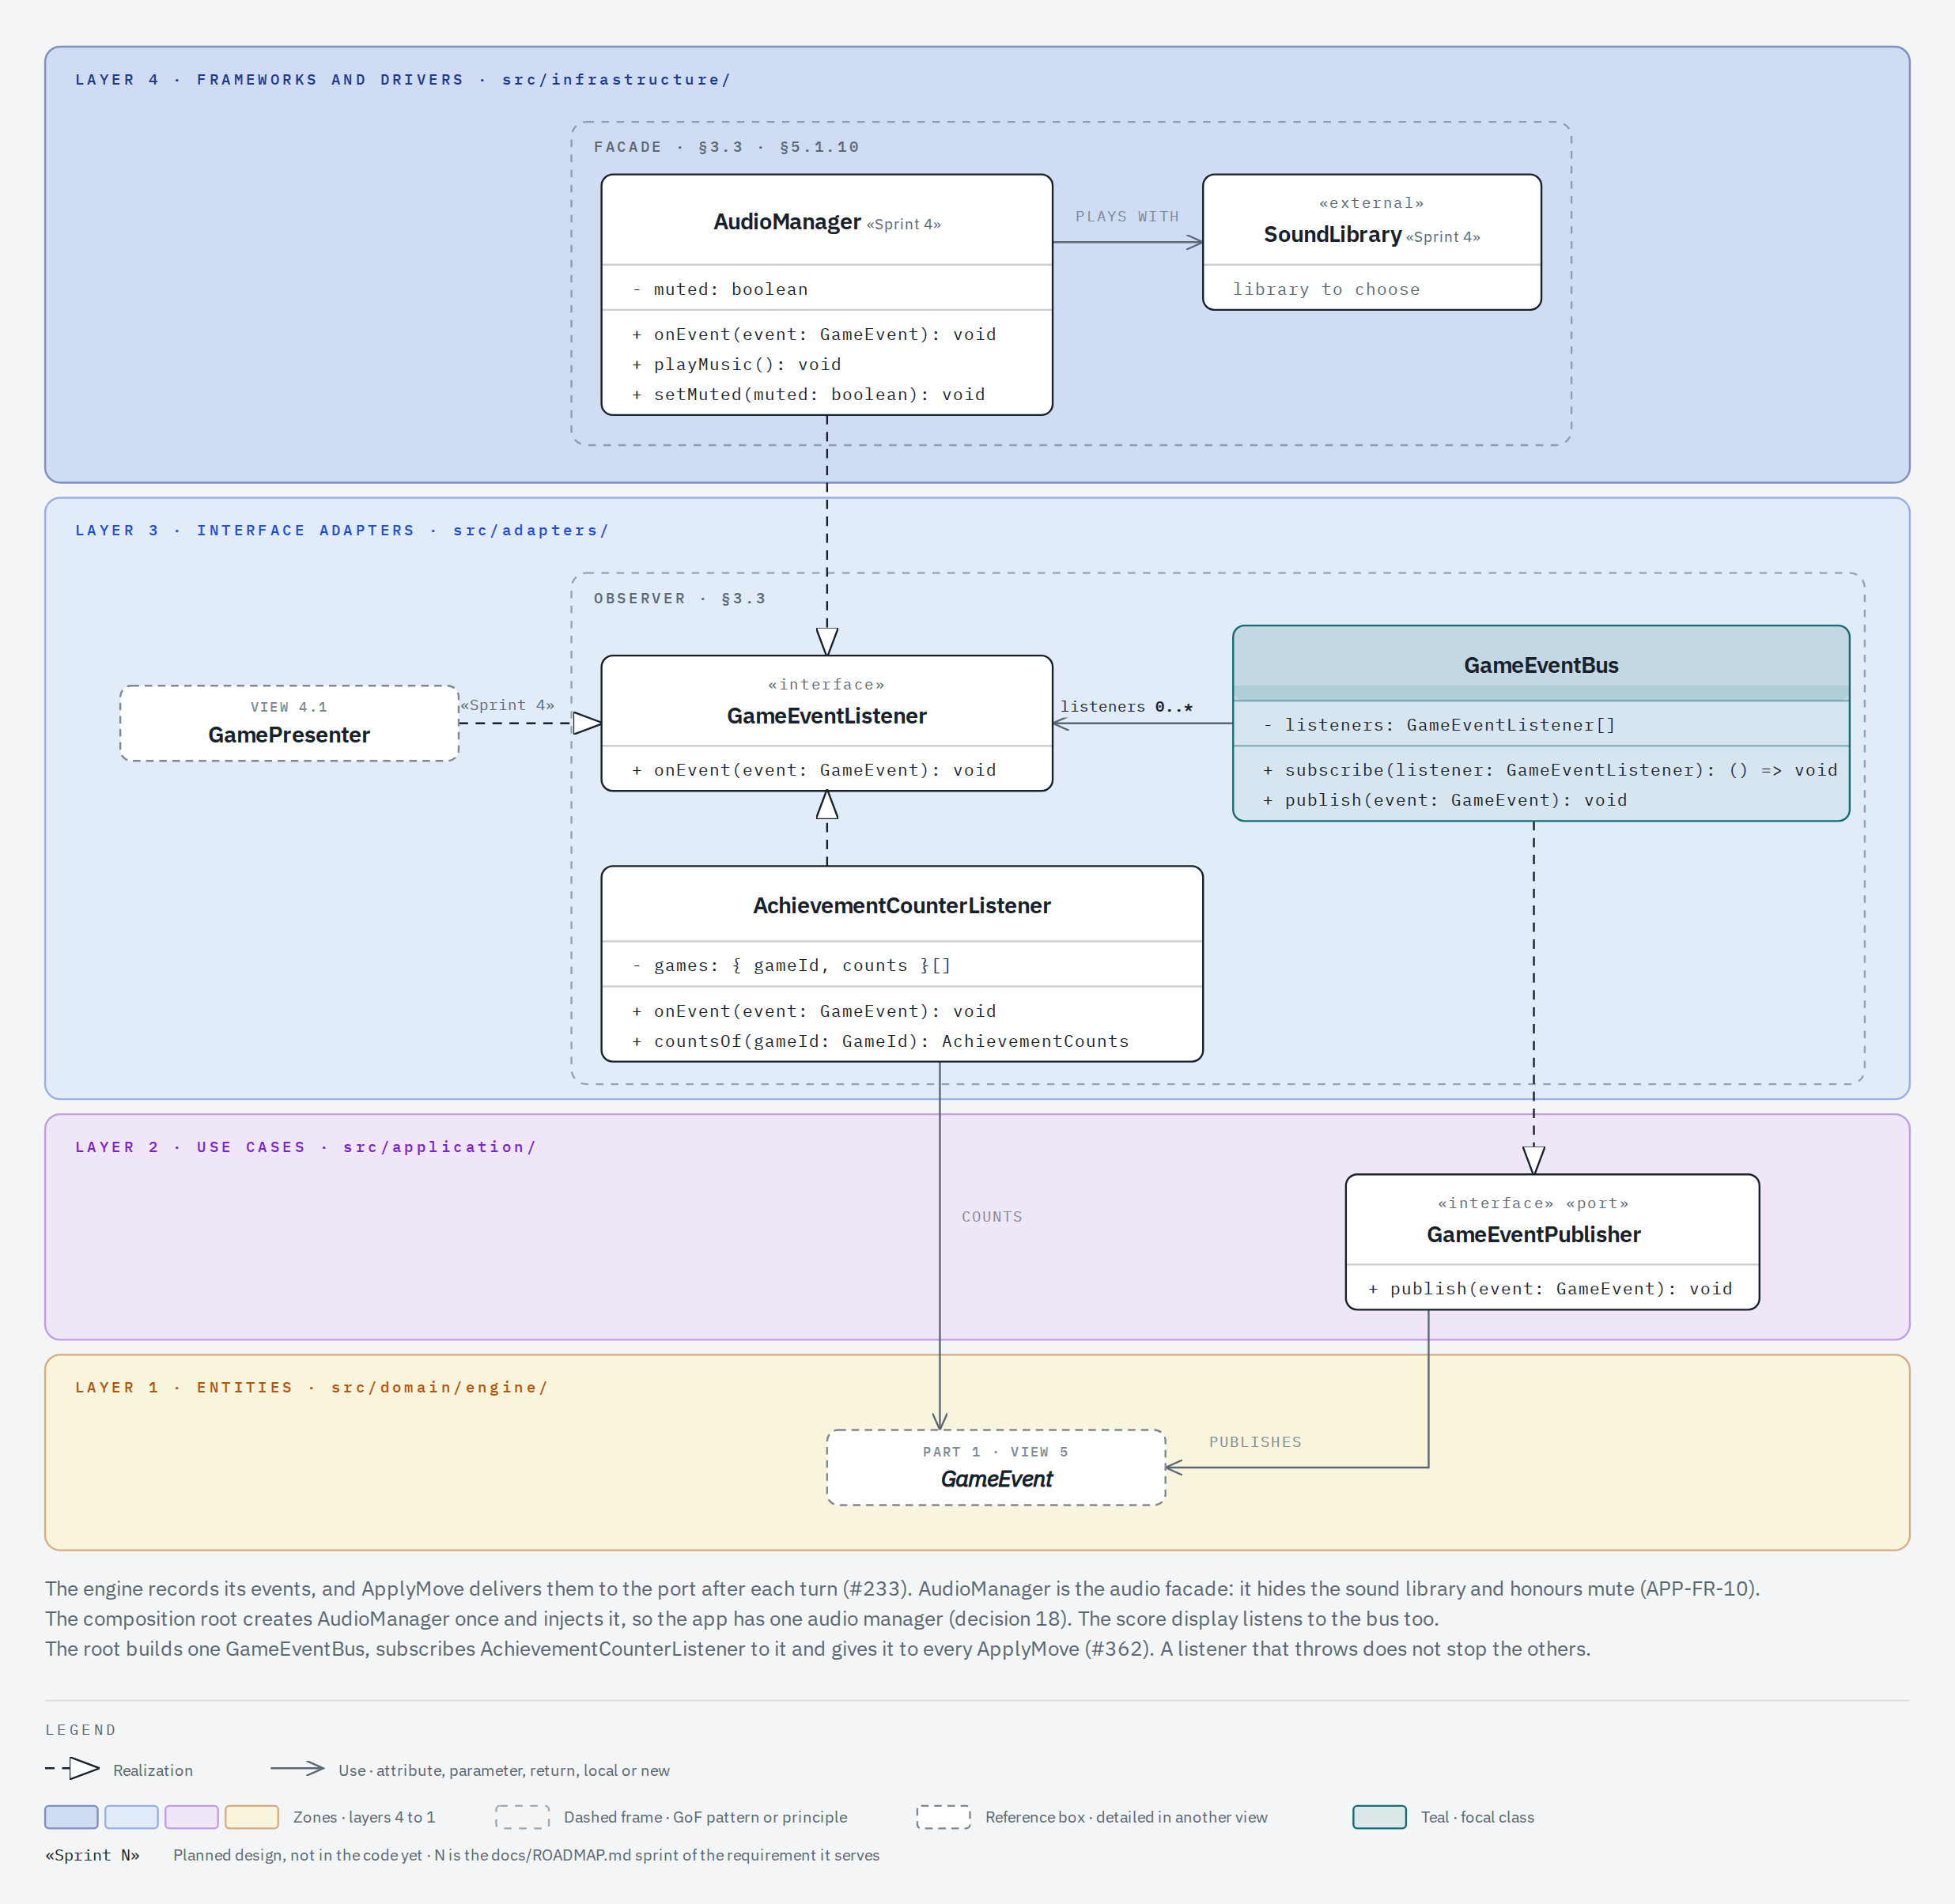 LAYER 4 · FRAMEWORKS AND DRIVERS · src/infrastructure/
FACADE · §3.3 · §5.1.10
AudioManager «Sprint 4»
- muted: boolean
+ onEvent(event: GameEvent): void
+ playMusic(): void
+ setMuted(muted: boolean): void
PLAYS WITH
«external»
SoundLibrary «Sprint 4»
library to choose
LAYER 3 · INTERFACE ADAPTERS · src/adapters/
OBSERVER · §3.3
VIEW 4.1
GamePresenter
«Sprint 4»
«interface»
GameEventListener
+ onEvent(event: GameEvent): void
listeners 0..*
GameEventBus
- listeners: GameEventListener[]
+ subscribe(listener: GameEventListener): () => void
+ publish(event: GameEvent): void
AchievementCounterListener
- games: { gameId, counts }[]
+ onEvent(event: GameEvent): void
+ countsOf(gameId: GameId): AchievementCounts
LAYER 2 · USE CASES · src/application/
COUNTS
«interface» «port»
GameEventPublisher
+ publish(event: GameEvent): void
LAYER 1 · ENTITIES · src/domain/engine/
PART 1 · VIEW 5
GameEvent
PUBLISHES
The engine records its events, and ApplyMove delivers them to the port after each turn (#233). AudioManager is the audio facade: it hides the sound library and honours mute (APP-FR-10).
The composition root creates AudioManager once and injects it, so the app has one audio manager (decision 18). The score display listens to the bus too.
The root builds one GameEventBus, subscribes AchievementCounterListener to it and gives it to every ApplyMove (#362). A listener that throws does not stop the others.
LEGEND
Realization
Use · attribute, parameter, return, local or new
Zones · layers 4 to 1
Dashed frame · GoF pattern or principle
Reference box · detailed in another view
Teal · focal class
«Sprint N» Planned design, not in the code yet · N is the docs/ROADMAP.md sprint of the requirement it serves